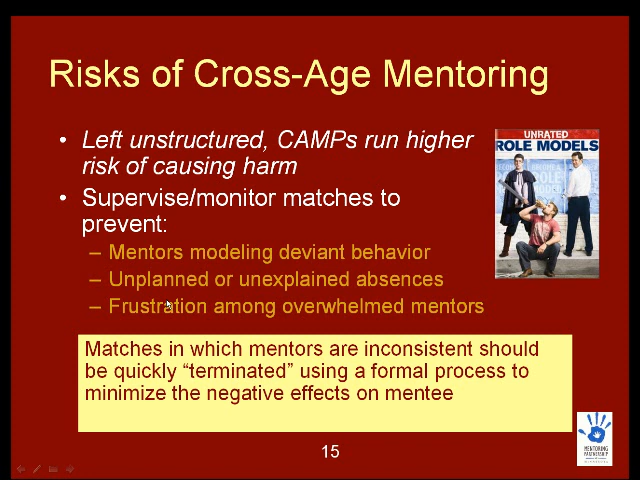 Risks of Cross-Age Mentoring
• Left unstructured, CAMPs run higher
risk of causing harm
• Supervise/monitor matches to
prevent:
– Mentors modeling deviant behavior
– Unplanned or unexplained absences
– Frustration among overwhelmed mentors
UNRATED
ROLE MODELS
Matches in which mentors are inconsistent should
be quickly “terminated” using a formal process to
minimize the negative effects on mentee
MENTORING
PARTNERSHIP
15